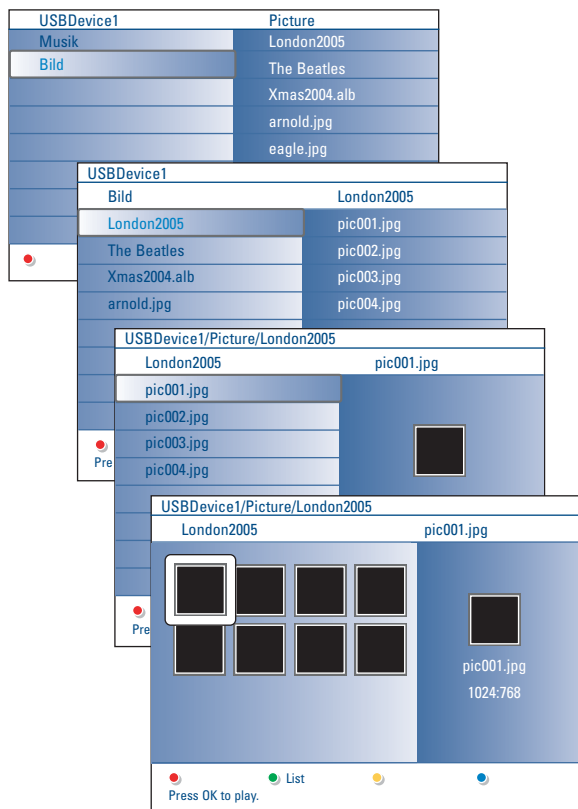 USBDevice1 Picture
Musik London2005
Bild The Beatles
Xmas2004.alb
arnold.jpg
eagle.jpg
USBDevice1
Bild London2005
London2005 pic001.jpg
The Beatles pic002.jpg
Xmas2004.alb pic003.jpg
arnold.jpg pic004.jpg
Pre
USBDevice1/Picture/London2005
London2005 pic001.jpg
pic001.jpg
pic002.jpg
pic003.jpg
pic004.jpg
Pre
USBDevice1/Picture/London2005
London2005 pic001.jpg
pic001.jpg
1024:768
List
Press OK to play.